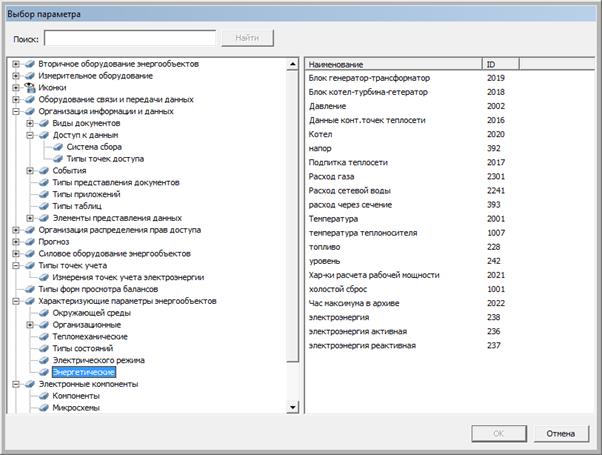 Выбор параметра
Поиск:
Найти
Вторичное оборудование энергообъектов
Измерительное оборудование
Иконки
Оборудование связи и передачи данных
Организация информации и данных
Виды документов
Доступ к данным
Система сбора
Типы точек доступа
События
Типы представления документов
Типы приложений
Типы таблиц
Элементы представления данных
Организация распределения прав доступа
Прогноз
Силовое оборудование энергообъектов
Типы точек учета
Измерения точек учета электроэнергии
Типы форм просмотра балансов
Характеризующие параметры энергообъектов
Окружающей среды
Организационные
Тепломеханические
Типы состояний
Электрического режима
Энергетические
Электронные компоненты
Компоненты
Микросхемы
Наименование ID
Блок генератор-трансформатор 2019
Блок котел-турбина-гетератор 2018
Давление 2002
Данные конт.точек теплосети 2016
Котел 2020
напор 392
Подпитка теплосети 2017
Расход газа 2301
Расход сетевой воды 2241
расход через сечение 393
Температура 2001
температура теплоносителя 1007
топливо 228
уровень 242
Хар-ки расчета рабочей мощности 2021
холостой сброс 1001
Час максимума в архиве 2022
электроэнергия 238
электроэнергия активная 236
электроэнергия реактивная 237
OK
Отмена